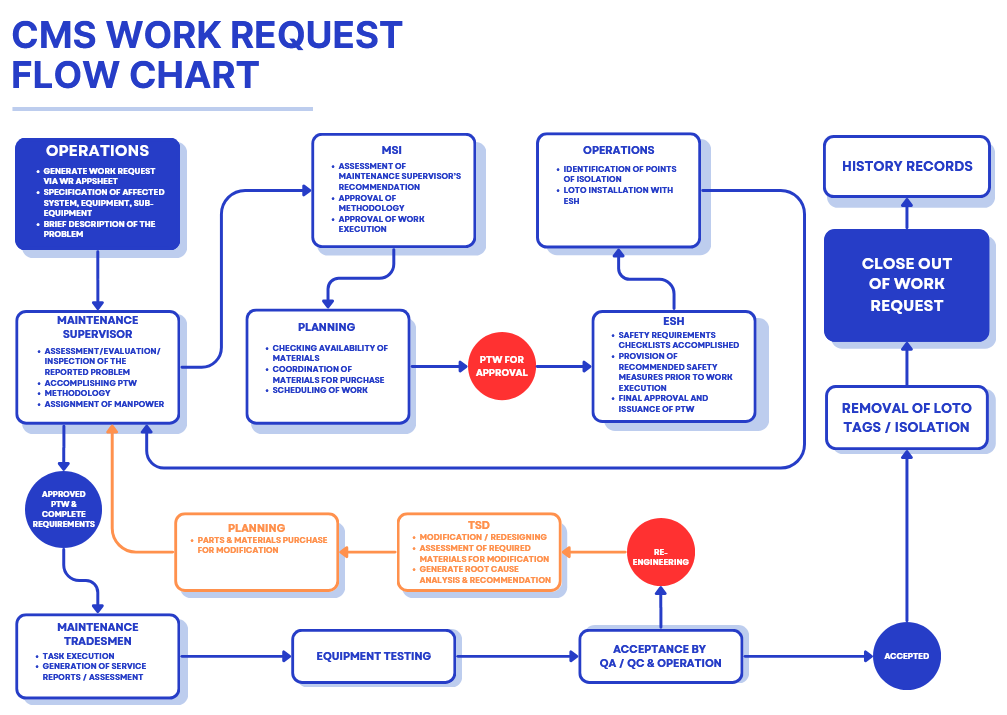 CMS WORK REQUEST
FLOW CHART
OPERATIONS
• GENERATE WORK REQUEST
VIA WR APPSHEET
• SPECIFICATION OF AFFECTED
SYSTEM, EQUIPMENT, SUB-
EQUIPMENT
• BRIEF DESCRIPTION OF THE
PROBLEM
MSI
• ASSESSMENT OF
MAINTENANCE SUPERVISOR'S
RECOMMENDATION
• APPROVAL OF
METHODOLOGY
• APPROVAL OF WORK
EXECUTION
OPERATIONS
• IDENTIFICATION OF POINTS
OF ISOLATION
• LOTO INSTALLATION WITH
ESH
HISTORY RECORDS
CLOSE OUT
OF WORK
REQUEST
MAINTENANCE
SUPERVISOR
• ASSESSMENT/EVALUATION/
INSPECTION OF THE
REPORTED PROBLEM
• ACCOMPLISHING PTW
• METHODOLOGY
• ASSIGNMENT OF MANPOWER
PLANNING
• CHECKING AVAILABILITY OF
MATERIALS
• COORDINATION OF
MATERIALS FOR PURCHASE
• SCHEDULING OF WORK
PTW FOR
APPROVAL
ESH
• SAFETY REQUIREMENTS
CHECKLISTS ACCOMPLISHED
• PROVISION OF
RECOMMENDED SAFETY
MEASURES PRIOR TO WORK
EXECUTION
• FINAL APPROVAL AND
ISSUANCE OF PTW
REMOVAL OF LOTO
TAGS / ISOLATION
APPROVED
PTW &
COMPLETE
REQUIREMENTS
PLANNING
• PARTS & MATERIALS PURCHASE
FOR MODIFICATION
TSD
• MODIFICATION / REDESIGNING
• ASSESSMENT OF REQUIRED
MATERIALS FOR MODIFICATION
• GENERATE ROOT CAUSE
ANALYSIS & RECOMMENDATION
RE-
ENGINEERING
MAINTENANCE
TRADESMEN
• TASK EXECUTION
• GENERATION OF SERVICE
REPORTS / ASSESSMENT
EQUIPMENT TESTING
ACCEPTANCE BY
QA / QC & OPERATION
ACCEPTED